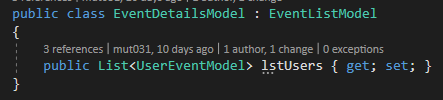 public class EventDetailsModel : EventListModel
{
3 references | mut031, 10 days ago | 1 author, 1 change | 0 exceptions
public List<UserEventModel> lstUsers { get; set; }
}